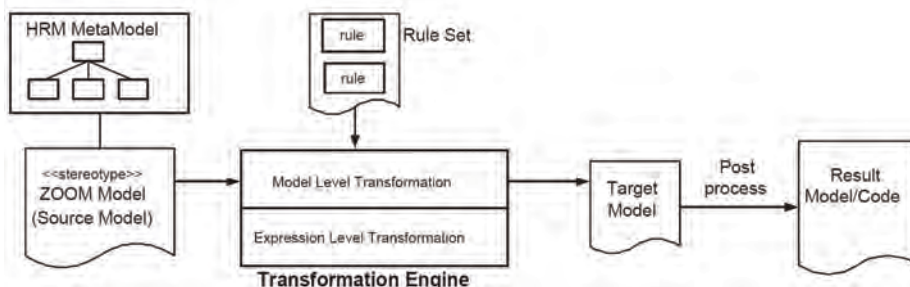 HRM MetaModel
rule
Rule Set
rule
<<stereotype>>
ZOOM Model
(Source Model)
Model Level Transformation
Expression Level Transformation
Transformation Engine
Target
Model
Post
process
Result
Model/Code